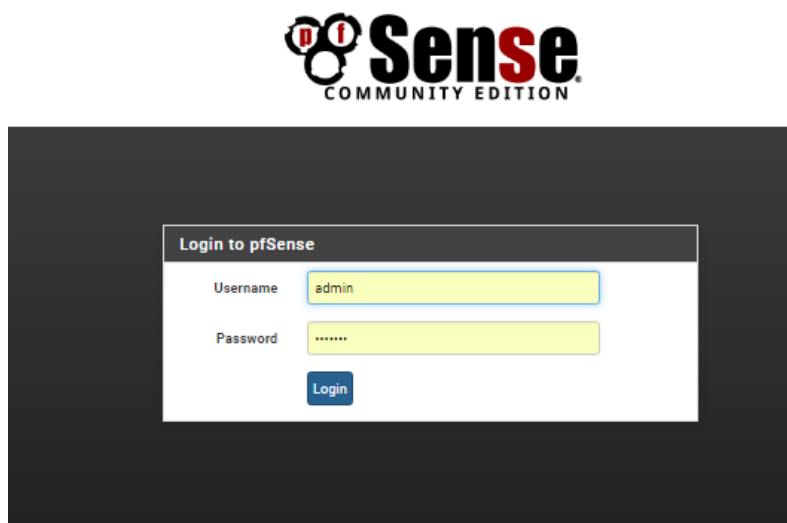 pf Sense®
COMMUNITY EDITION
Login to pfSense
Username admin
Password •••••••
Login